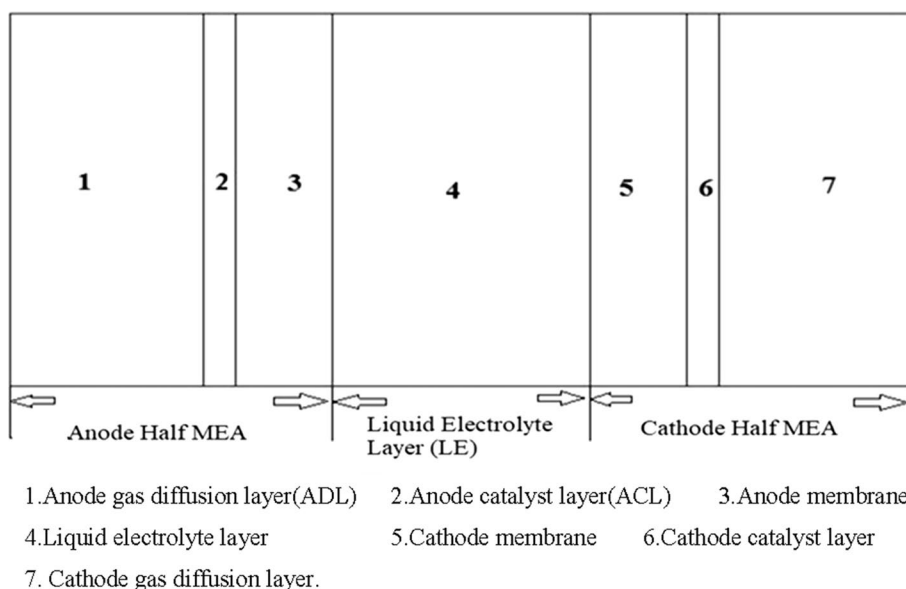 1 2 3 4 5 6 7
Anode Half MEA
Liquid Electrolyte
Layer (LE)
Cathode Half MEA
1.Anode gas diffusion layer(ADL) 2.Anode catalyst layer(ACL) 3.Anode membrane
4.Liquid electrolyte layer 5.Cathode membrane 6.Cathode catalyst layer
7. Cathode gas diffusion layer.